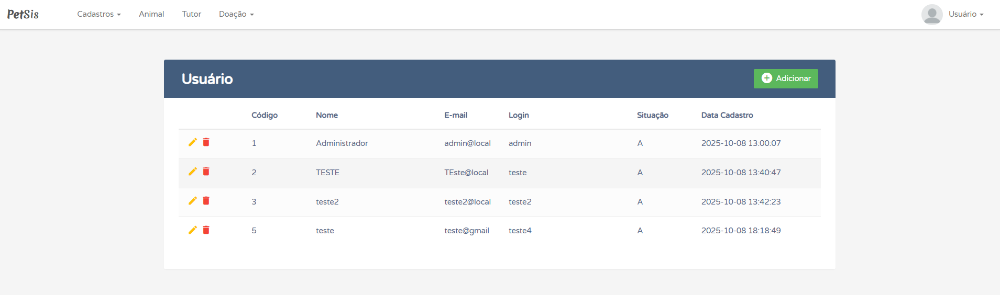 PetSis Cadastros Animal Tutor Doação Usuário
Usuário Adicionar
Código Nome E-mail Login Situação Data Cadastro
1 Administrador admin@local admin A 2025-10-08 13:00:07
2 TESTE TEste@local teste A 2025-10-08 13:40:47
3 teste2 teste2@local teste2 A 2025-10-08 13:42:23
5 teste teste@gmail teste4 A 2025-10-08 18:18:49